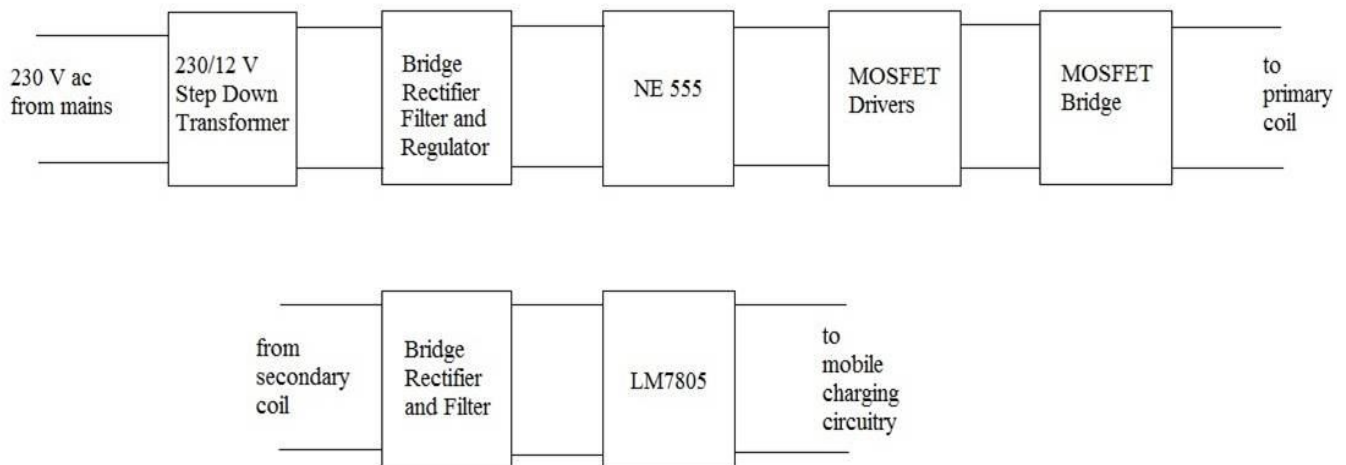 230 V ac
from mains
230/12 V
Step Down
Transformer
Bridge
Rectifier
Filter and
Regulator
NE 555
MOSFET
Drivers
MOSFET
Bridge
to
primary
coil
from
secondary
coil
Bridge
Rectifier
and Filter
LM7805
to
mobile
charging
circuitry